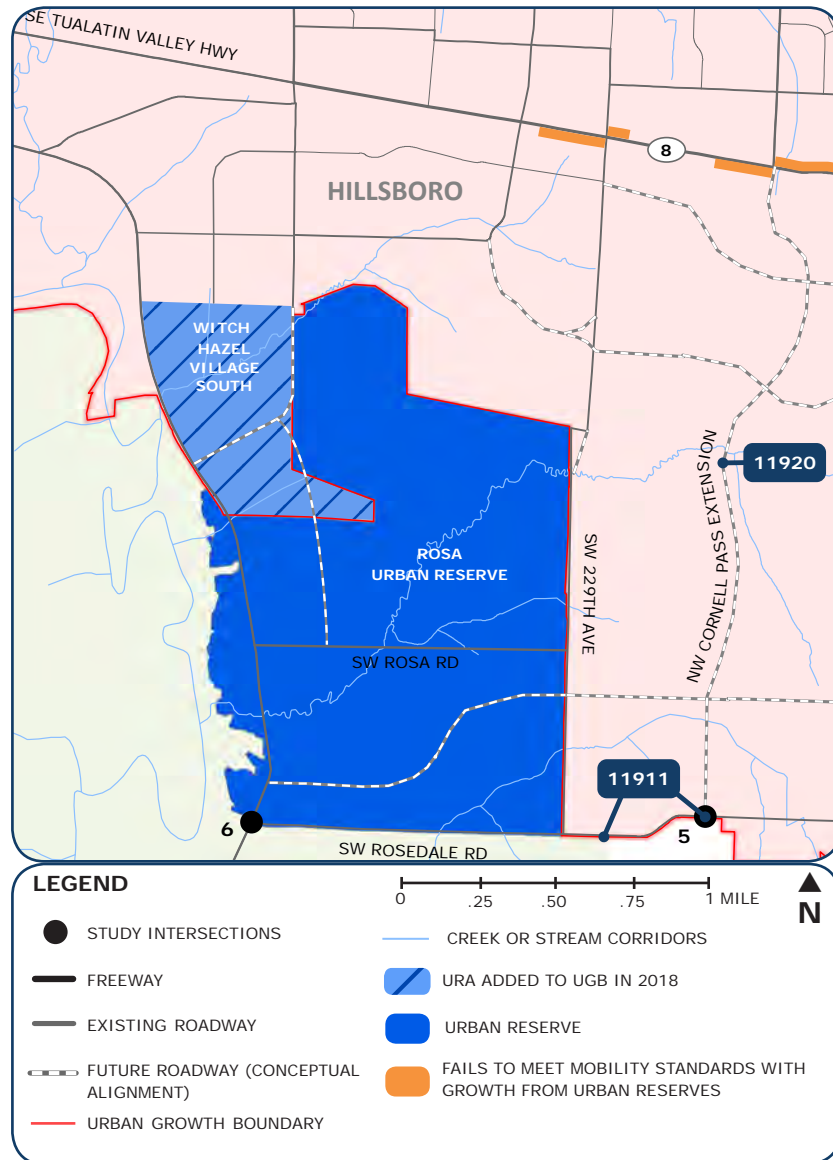 SE TUALATIN VALLEY HWY
8
HILLSBORO
WITCH
HAZEL
VILLAGE
SOUTH
11920
NW CORNELL PASS EXTENSION
ROSA
URBAN RESERVE
SW 229TH AVE
SW ROSA RD
11911
6
5
SW ROSEDALE RD
LEGEND
0 .25 .50 .75 1 MILE
N
STUDY INTERSECTIONS
FREEWAY
EXISTING ROADWAY
FUTURE ROADWAY (CONCEPTUAL
ALIGNMENT)
URBAN GROWTH BOUNDARY
CREEK OR STREAM CORRIDORS
URA ADDED TO UGB IN 2018
URBAN RESERVE
FAILS TO MEET MOBILITY STANDARDS WITH
GROWTH FROM URBAN RESERVES